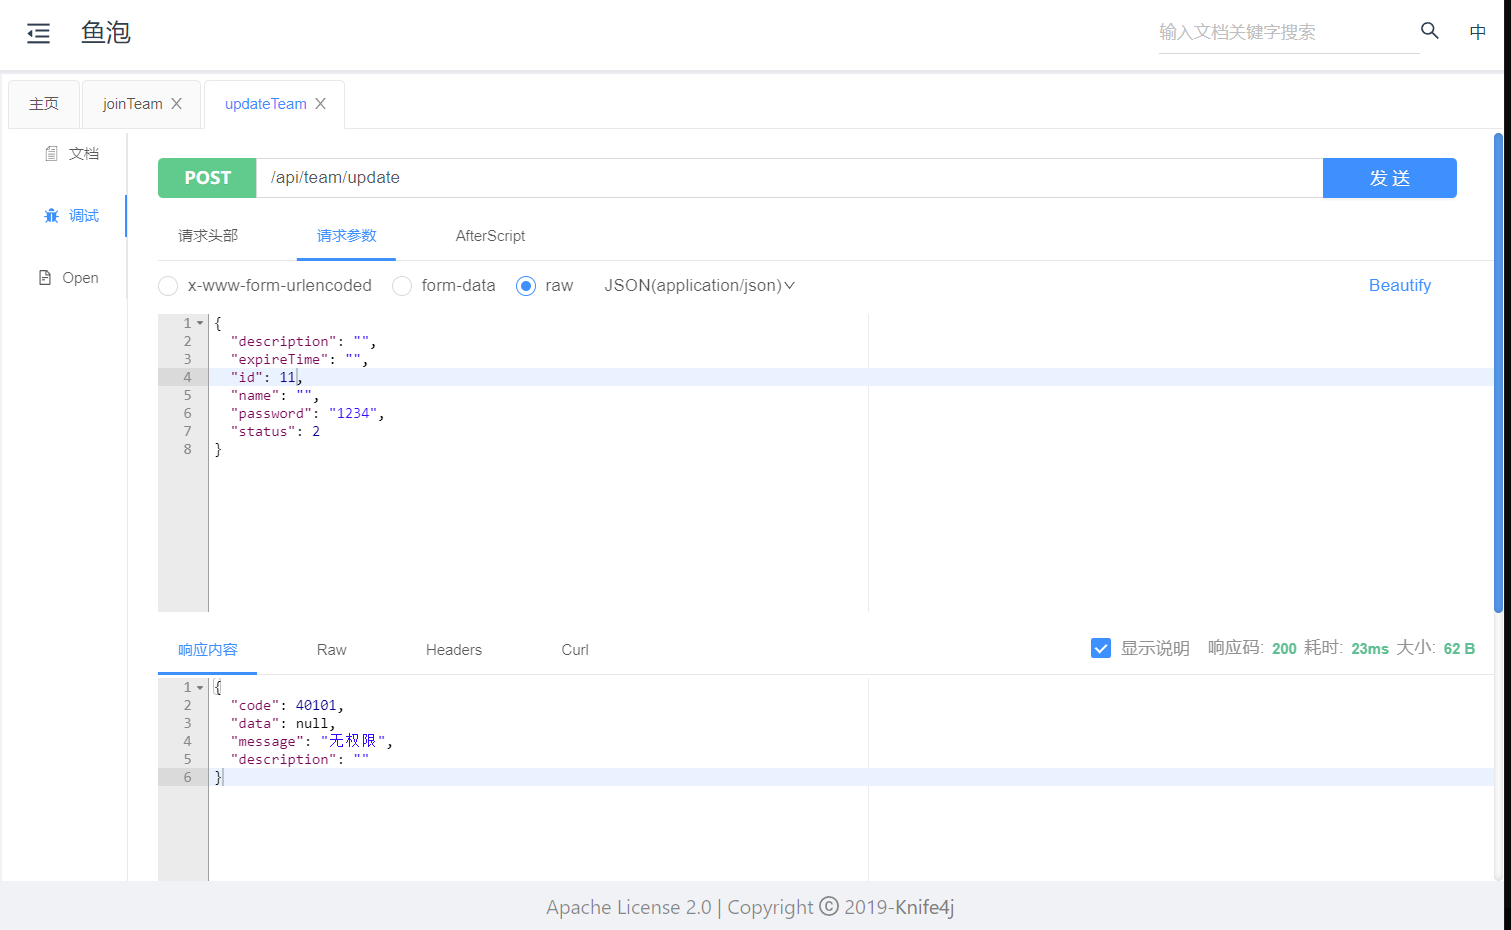 鱼泡
输入文档关键字搜索
中
主页
joinTeam
updateTeam
文档
调试
Open
POST
/api/team/update
发 送
请求头部
请求参数
AfterScript
x-www-form-urlencoded
form-data
raw
JSON(application/json)
Beautify
1 {
2 "description": "",
3 "expireTime": "",
4 "id": 11,
5 "name": "",
6 "password": "1234",
7 "status": 2
8 }
响应内容
Raw
Headers
Curl
显示说明
响应码: 200 耗时: 23ms 大小: 62 B
1 {
2 "code": 40101,
3 "data": null,
4 "message": "无权限",
5 "description": ""
6 }
Apache License 2.0 | Copyright © 2019-Knife4j